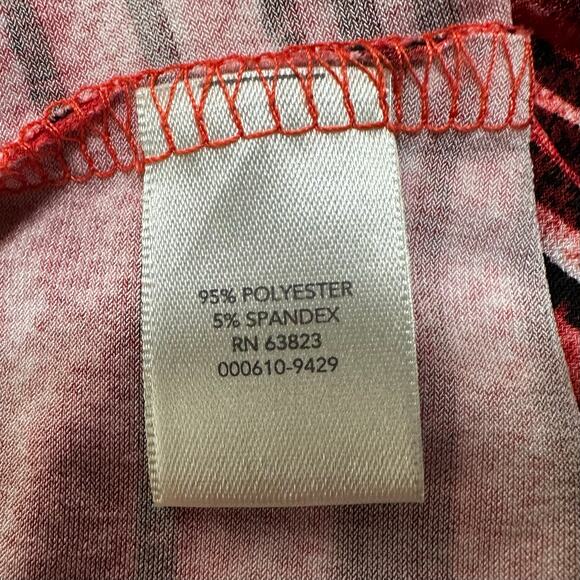 95% POLYESTER
5% SPANDEX
RN 63823
000610-9429